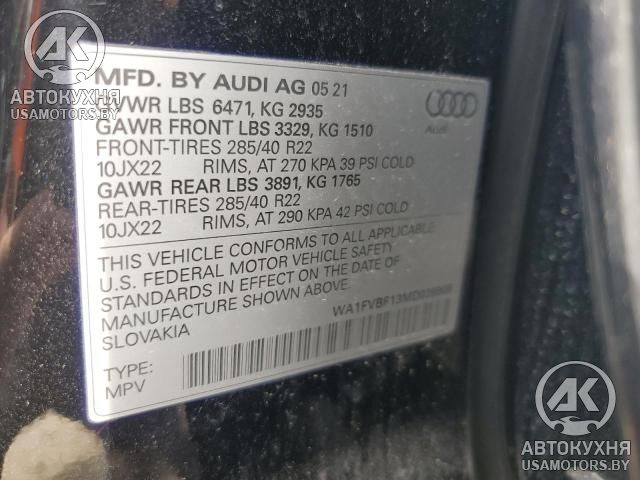 AK
АВТОКУХНЯ
USAMOTORS.BY
MFD. BY AUDI AG 05 21
GVWR LBS 6471, KG 2935
GAWR FRONT LBS 3329, KG 1510
FRONT-TIRES 285/40 R22
10JX22 RIMS, AT 270 KPA 39 PSI COLD
GAWR REAR LBS 3891, KG 1765
REAR-TIRES 285/40 R22
10JX22 RIMS, AT 290 KPA 42 PSI COLD
Audi
THIS VEHICLE CONFORMS TO ALL APPLICABLE
U.S. FEDERAL MOTOR VEHICLE SAFETY
STANDARDS IN EFFECT ON THE DATE OF
MANUFACTURE SHOWN ABOVE.
SLOVAKIA
TYPE:
MPV
AK
АВТОКУХНЯ
USAMOTORS.BY